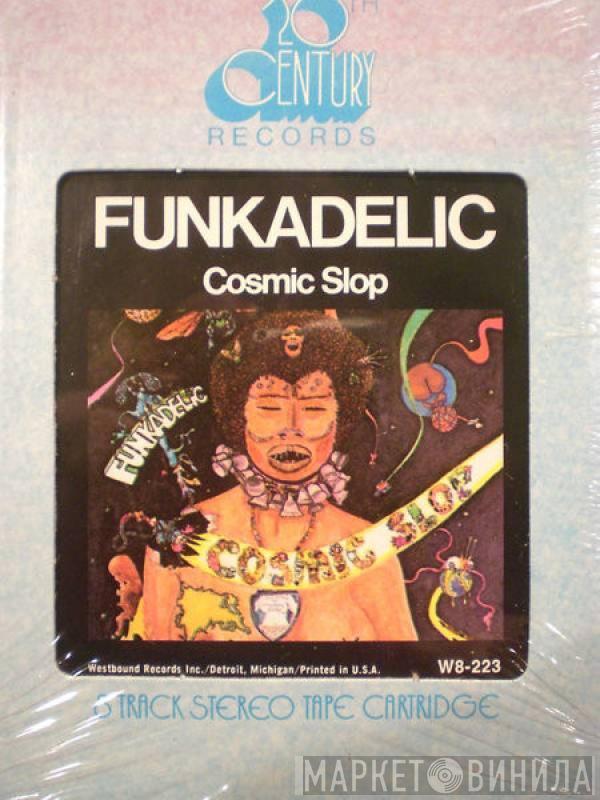 20TH
CENTURY
RECORDS
FUNKADELIC
Cosmic Slop
FUNKADELIC
COSMIC SLOP
Westbound Records Inc./Detroit, Michigan/Printed in U.S.A.
W8-223
8 TRACK STEREO TAPE CARTRIDGE
МАРКЕТ ВИНИЛА